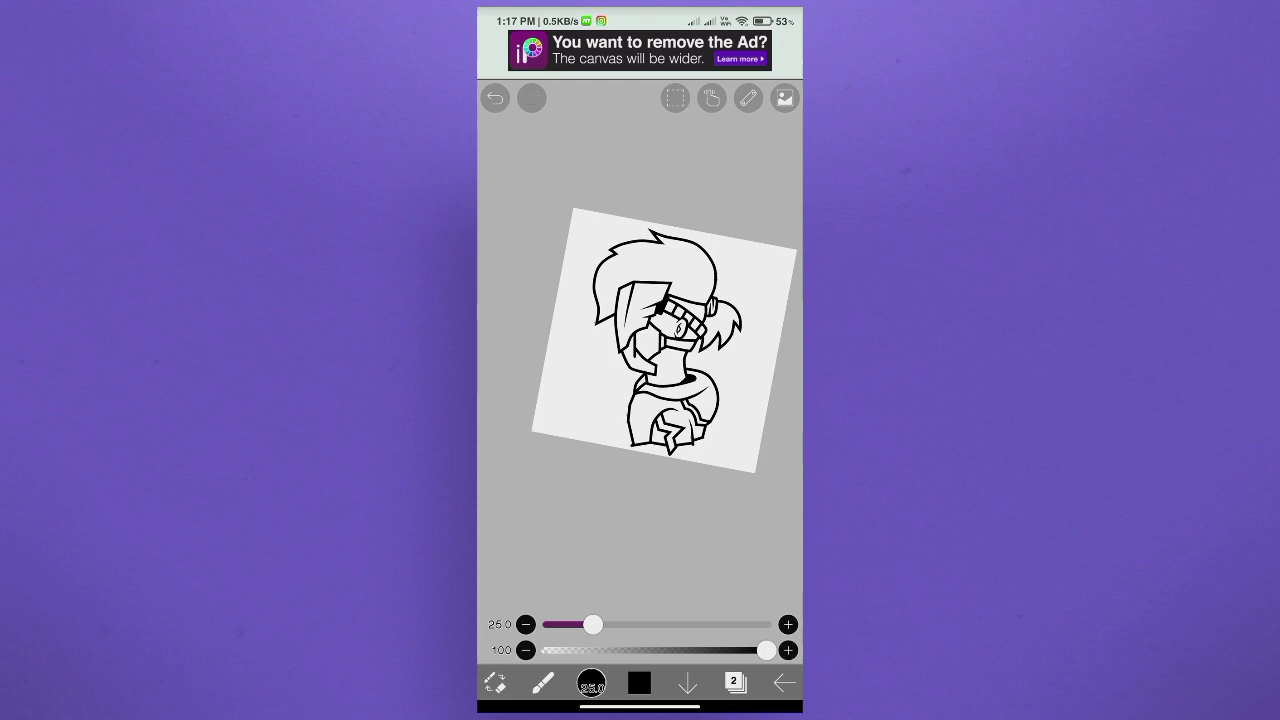 1:17 PM | 0.5KB/s 53%
You want to remove the Ad?
The canvas will be wider. Learn more
25.0
100
25.0 2